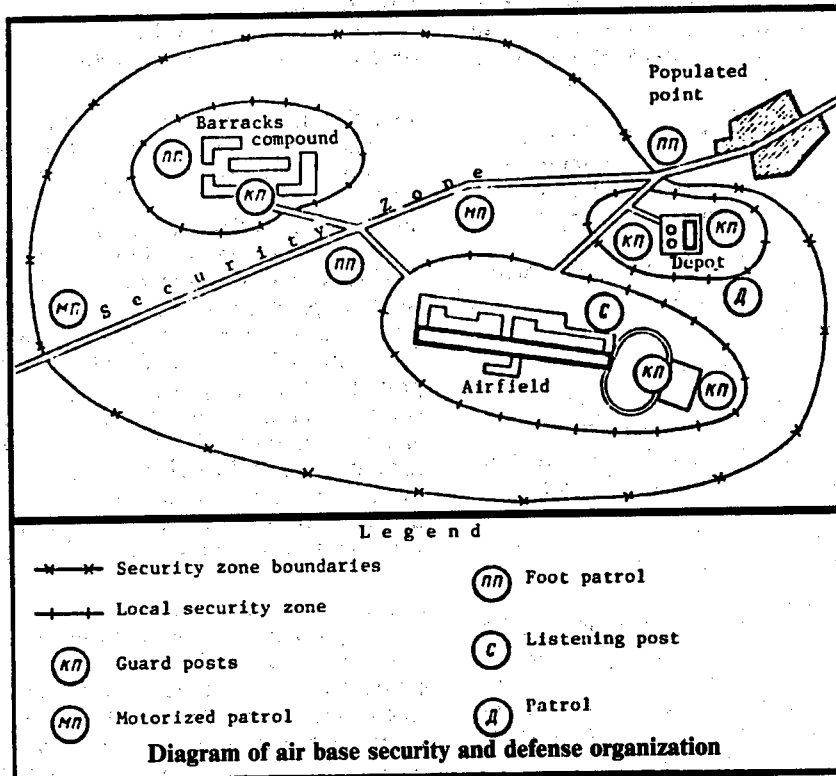 Populated
point
Barracks
compound
ПП
ПП
КП
Security Zone
МП
ПП
МП
КП
КП
Depot
Д
С
КП
КП
Airfield
Legend
Security zone boundaries
Local security zone
КП Guard posts
МП Motorized patrol
ПП Foot patrol
С Listening post
Д Patrol
Diagram of air base security and defense organization